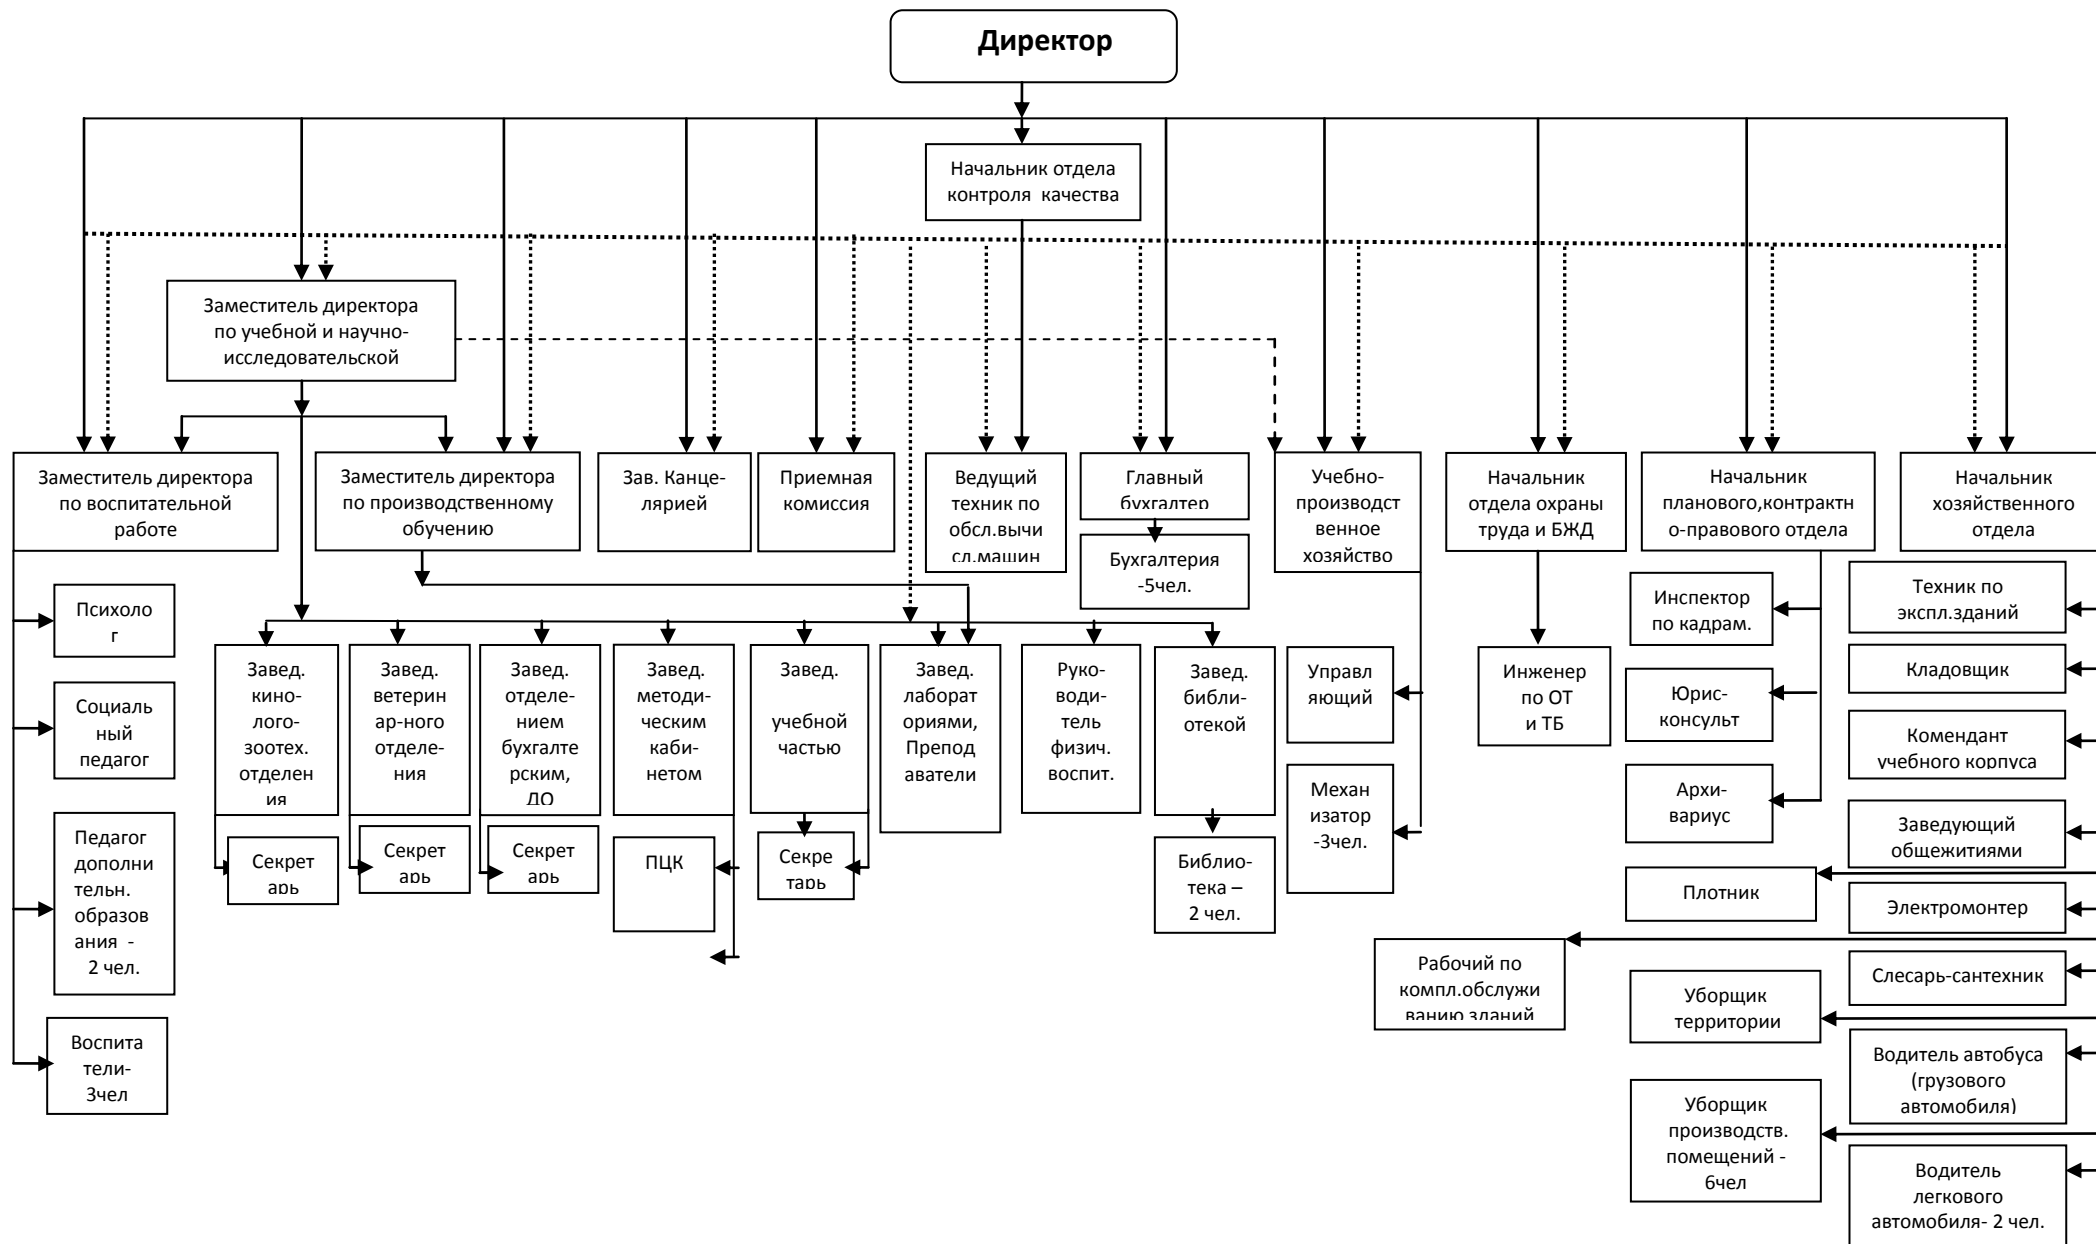 Директор
Начальник отдела
контроля качества
Заместитель директора
по учебной и научно-
исследовательской
Заместитель директора
по воспитательной
работе
Заместитель директора
по производственному
обучению
Зав. Канце-
лярией
Приемная
комиссия
Ведущий
техник по
обсл.вычи
сл.машин
Главный
бухгалтер
Бухгалтерия
-5чел.
Учебно-
производст
венное
хозяйство
Начальник
отдела охраны
труда и БЖД
Начальник
планового,контрактн
о-правового отдела
Начальник
хозяйственного
отдела
Психоло
г
Социаль
ный
педагог
Педагог
дополни
тельн.
образов
ания -
2 чел.
Воспита
тели-
3чел
Завед.
кино-
лого-
зоотех.
отделен
ия
Завед.
ветерин
ар-ного
отделе-
ния
Завед.
отделе-
нием
бухгалте
рским,
ДО
Завед.
методи-
ческим
каби-
нетом
Завед.
учебной
частью
Завед.
лаборат
ориями,
Препод
аватели
Руко-
води-
тель
физич.
воспит.
Завед.
библи-
отекой
Секрет
арь
Секрет
арь
Секрет
арь
ПЦК
Секре
тарь
Библио-
тека –
2 чел.
Управл
яющий
Механ
изатор
-3чел.
Инженер
по ОТ
и ТБ
Инспектор
по кадрам.
Юрис-
консульт
Архи-
вариус
Плотник
Рабочий по
компл.обслужи
ванию зданий
Уборщик
территории
Уборщик
производств.
помещений -
6чел
Техник по
экспл.зданий
Кладовщик
Комендант
учебного корпуса
Заведующий
общежитиями
Электромонтер
Слесарь-сантехник
Водитель автобуса
(грузового
автомобиля)
Водитель
легкового
автомобиля- 2 чел.